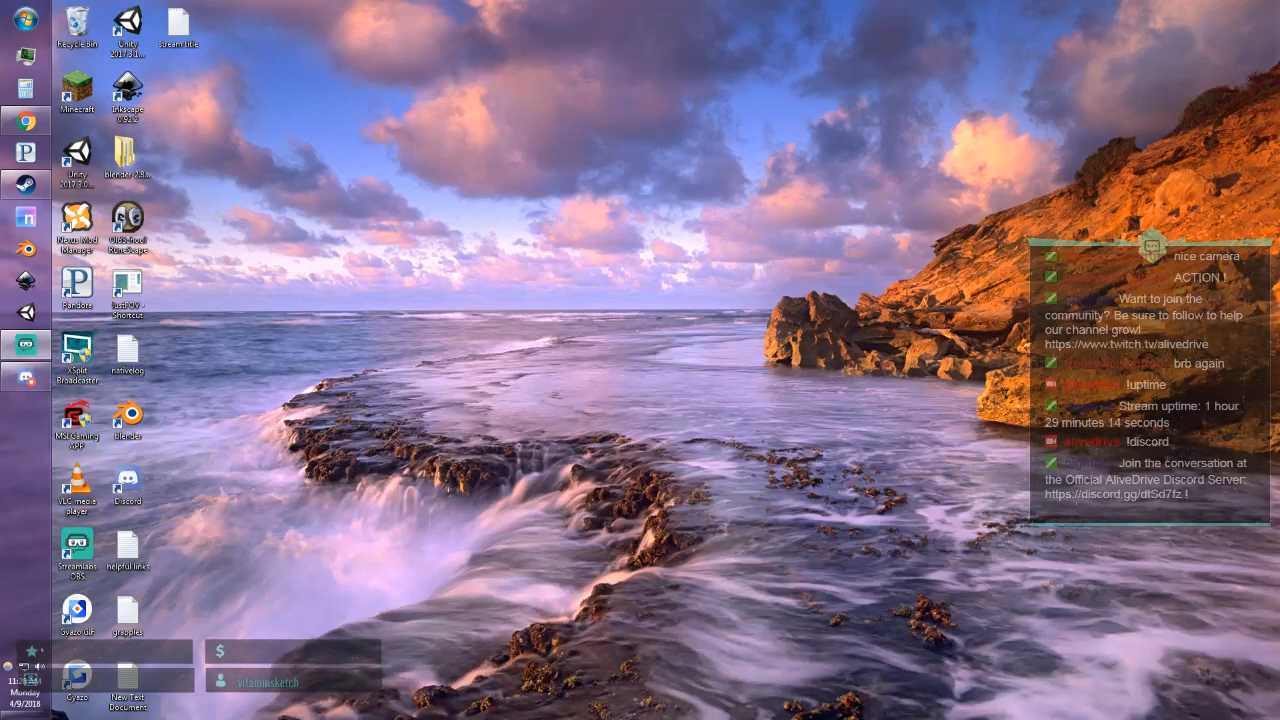 Recycle Bin
Unity
2017.3.1...
stream title
Minecraft
Inkscape
0.92.2
Unity
2017.3.0...
blender 2.8...
Nexus Mod
Manager
OldSchool
RuneScape
Pandora
JustFOV -
Shortcut
XSplit
Broadcaster
nativelog
MSI Gaming
APP
blender
VLC media
player
Discord
Streamlabs
OBS
helpful links
Gyazo GIF
grapples
Gyazo
New Text
Document
Monday
4/9/2018
$
vitaminsketch
nice camera
ACTION !
Want to join the
community? Be sure to follow to help
our channel grow!
https://www.twitch.tv/alivedrive
brb again
!uptime
Stream uptime: 1 hour
29 minutes 14 seconds
alivedrive !discord
Join the conversation at
the Official AliveDrive Discord Server:
https://discord.gg/dtSd7fz !